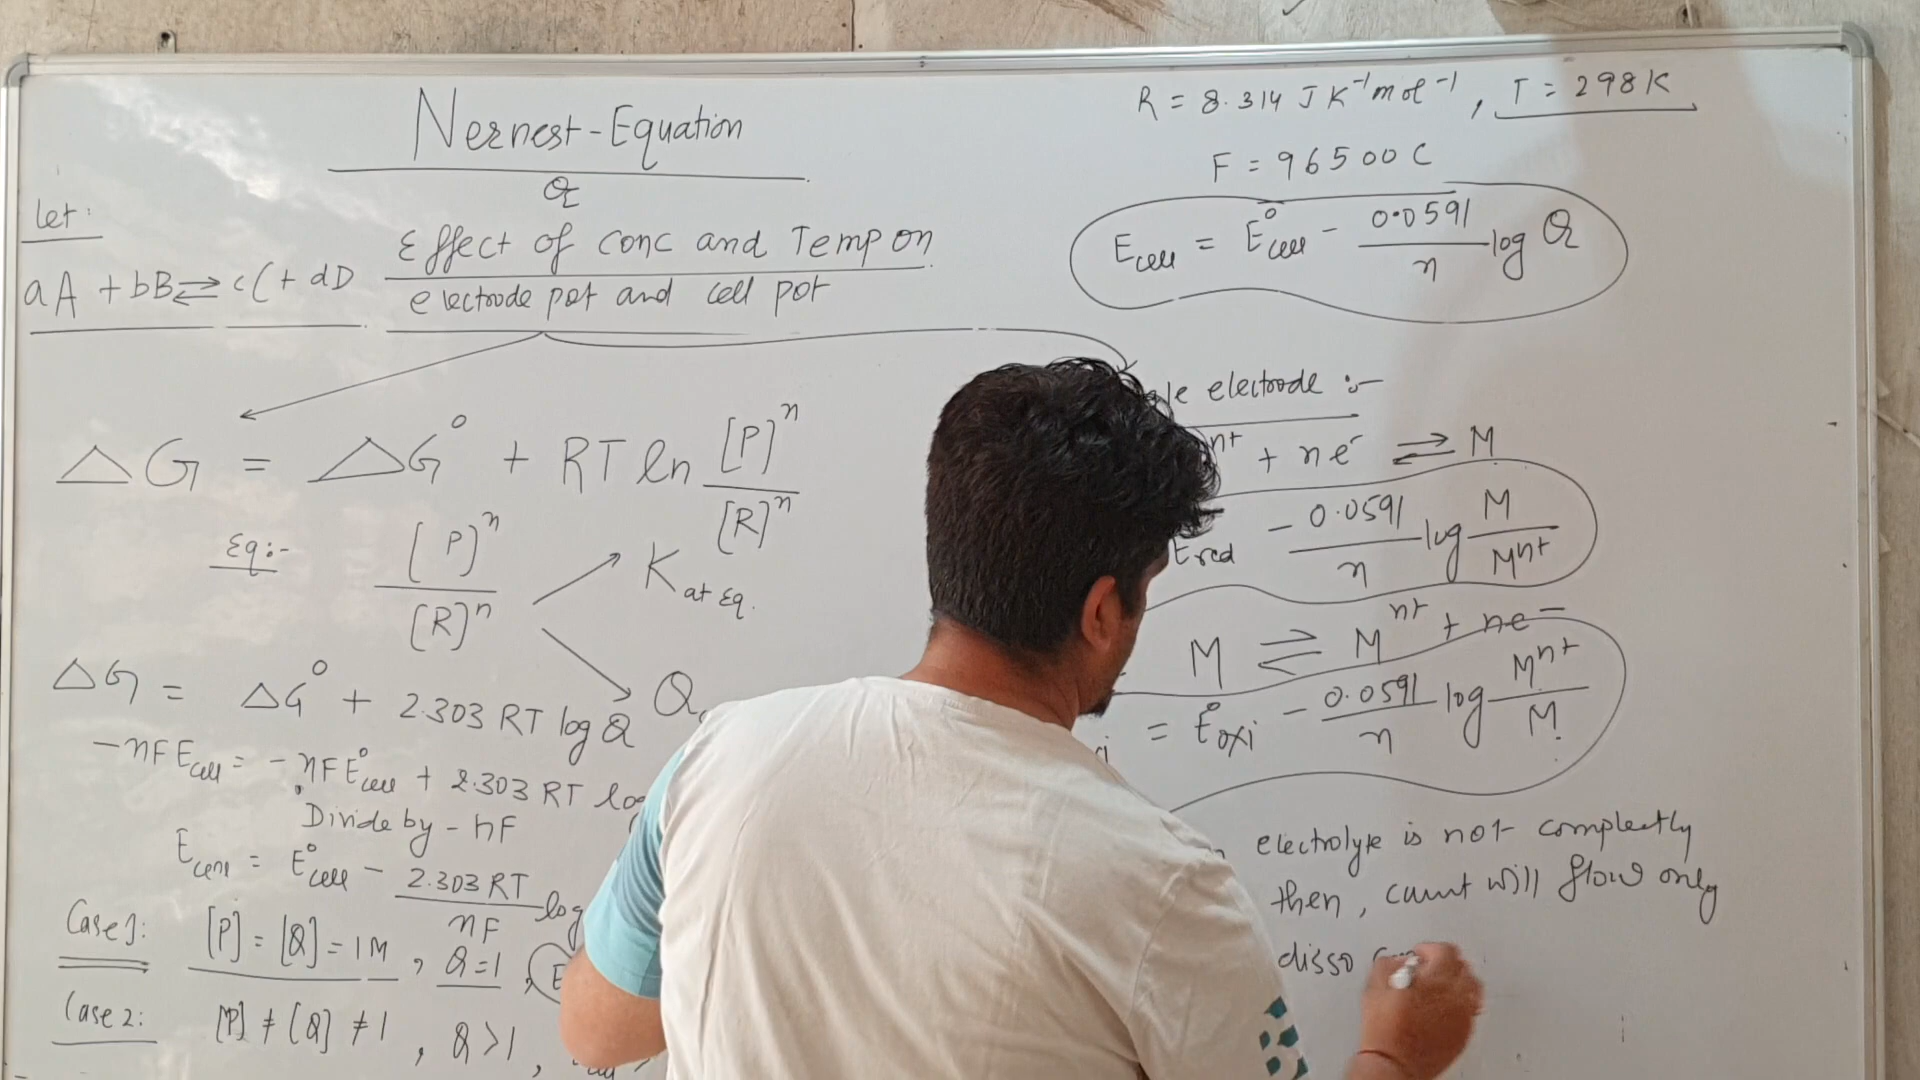 Nernest-Equation
or
Effect of conc and Temp on
electrode pot and cell pot
let:
aA + bB ⇌ cC + dD
ΔG = ΔG° + RT ln [P]ⁿ / [R]ⁿ
Eq:- [P]ⁿ / [R]ⁿ
K at Eq.
Q
ΔG = ΔG° + 2.303 RT log Q
-nFEcell = -nFE°cell + 2.303 RT
Divide by -nF
Ecell = E°cell - 2.303 RT / nF log
Case 1: [P] = [Q] = 1M, Q = 1, E
Case 2: [P] ≠ [Q] ≠ 1, Q > 1,
R = 8.314 J K⁻¹ mol⁻¹, T = 298 K
F = 96500 C
Ecell = E°cell - 0.0591 / n log Q
electrode :-
n+ + ne⁻ ⇌ M
Ered - 0.0591 / n log M / Mⁿ⁺
M ⇌ Mⁿ⁺ + ne⁻
= E°oxi - 0.0591 / n log Mⁿ⁺ / M
electrolyte is not complectly
then, will flow only
disso